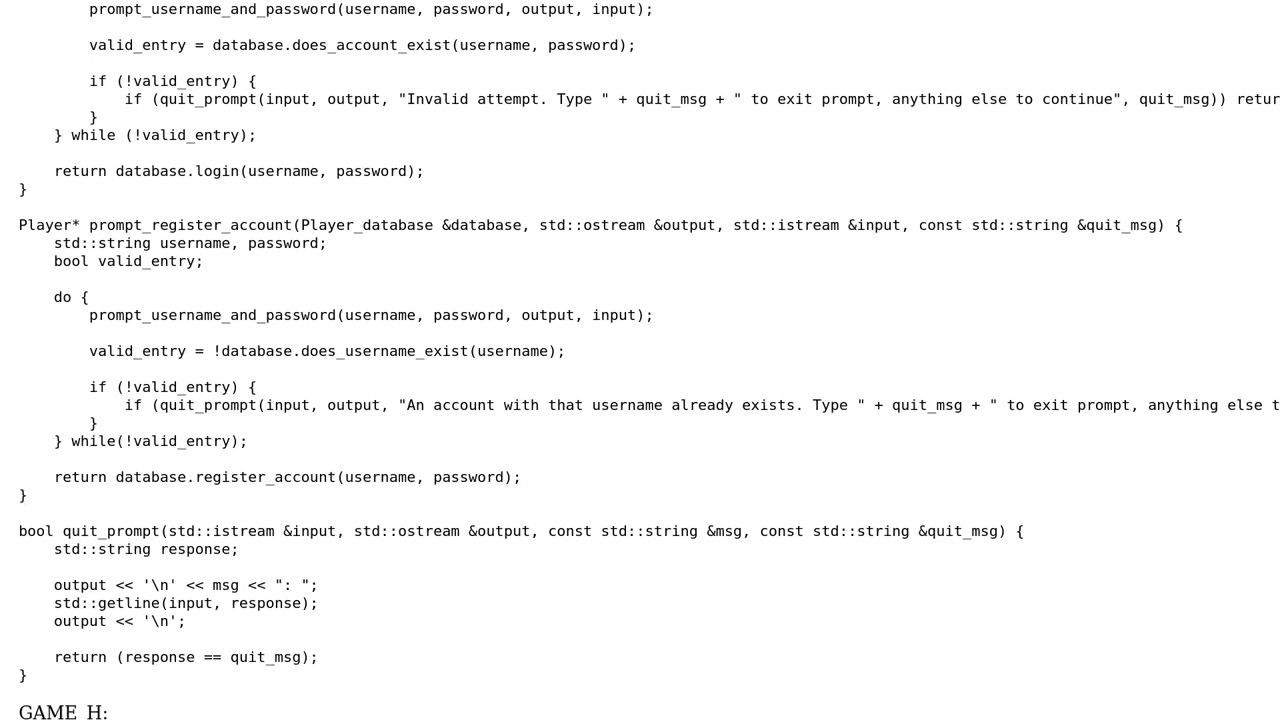 prompt_username_and_password(username, password, output, input);
valid_entry = database.does_account_exist(username, password);
if (!valid_entry) {
if (quit_prompt(input, output, "Invalid attempt. Type " + quit_msg + " to exit prompt, anything else to continue", quit_msg)) retur
}
} while (!valid_entry);
return database.login(username, password);
}
Player* prompt_register_account(Player_database &database, std::ostream &output, std::istream &input, const std::string &quit_msg) {
std::string username, password;
bool valid_entry;
do {
prompt_username_and_password(username, password, output, input);
valid_entry = !database.does_username_exist(username);
if (!valid_entry) {
if (quit_prompt(input, output, "An account with that username already exists. Type " + quit_msg + " to exit prompt, anything else t
}
} while(!valid_entry);
return database.register_account(username, password);
}
bool quit_prompt(std::istream &input, std::ostream &output, const std::string &msg, const std::string &quit_msg) {
std::string response;
output << '\n' << msg << ": ";
std::getline(input, response);
output << '\n';
return (response == quit_msg);
}
GAME_H: